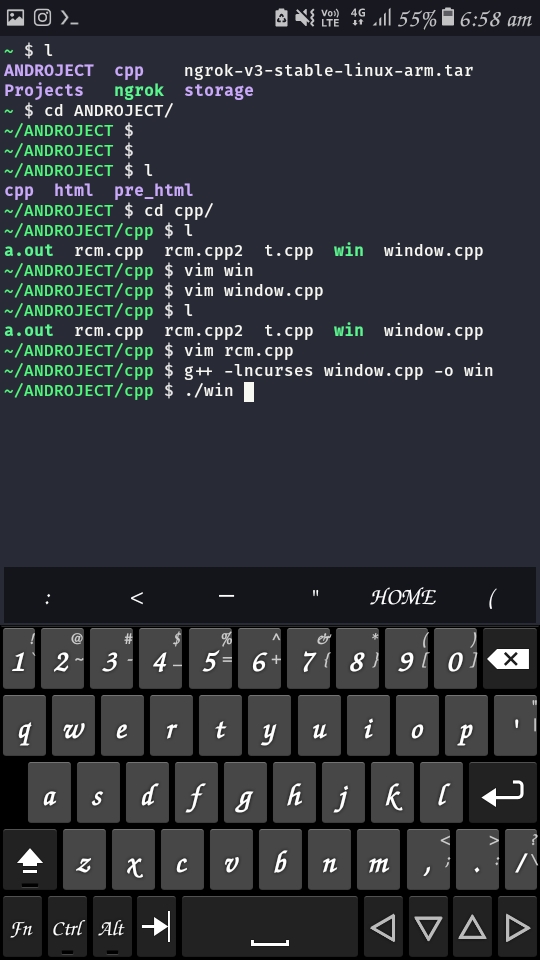 Vo) LTE 4G 55% 6:58 am
~ $ l
ANDROJECT cpp ngrok-v3-stable-linux-arm.tar
Projects ngrok storage
~ $ cd ANDROJECT/
~/ANDROJECT $
~/ANDROJECT $
~/ANDROJECT $ l
cpp html pre_html
~/ANDROJECT $ cd cpp/
~/ANDROJECT/cpp $ l
a.out rcm.cpp rcm.cpp2 t.cpp win window.cpp
~/ANDROJECT/cpp $ vim win
~/ANDROJECT/cpp $ vim window.cpp
~/ANDROJECT/cpp $ l
a.out rcm.cpp rcm.cpp2 t.cpp win window.cpp
~/ANDROJECT/cpp $ vim rcm.cpp
~/ANDROJECT/cpp $ g++ -lncurses window.cpp -o win
~/ANDROJECT/cpp $ ./win
: < — " HOME (
! @ # $ % ^ & * ( )
1 ` 2 ~ 3 - 4 _ 5 = 6 + 7 { 8 } 9 [ 0 ]
q w e r t y u i o p ' " |
a s d f g h j k l
z x c v b n m , < ; . > : / ? \
Fn Ctrl Alt